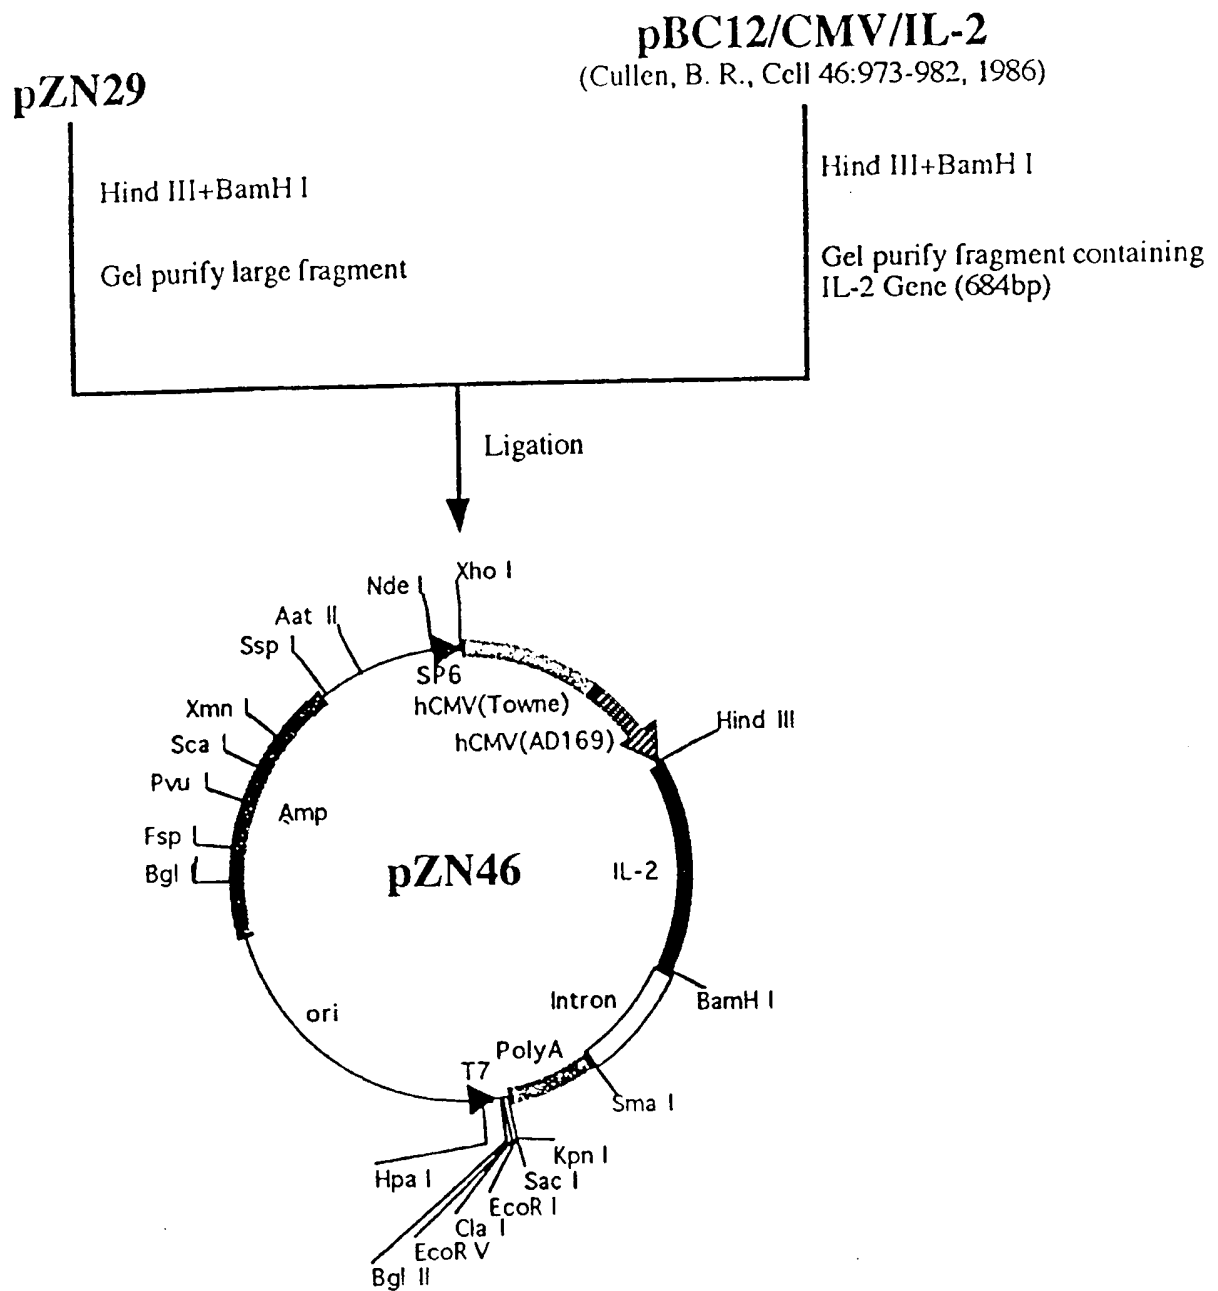 pBC12/CMV/IL-2
(Cullen, B. R., Cell 46:973-982, 1986)
pZN29
Hind III+BamH I
Gel purify large fragment
Hind III+BamH I
Gel purify fragment containing
IL-2 Gene (684bp)
Ligation
Nde I
Xho I
Aat II
Ssp I
SP6
hCMV(Towne)
hCMV(AD169)
Hind III
Xmn I
Sca I
Pvu I
Amp
Fsp I
Bgl I
pZN46
IL-2
Intron
BamH I
ori
PolyA
T7
Sma I
Hpa I
Kpn I
Sac I
EcoR I
Cla I
EcoR V
Bgl II